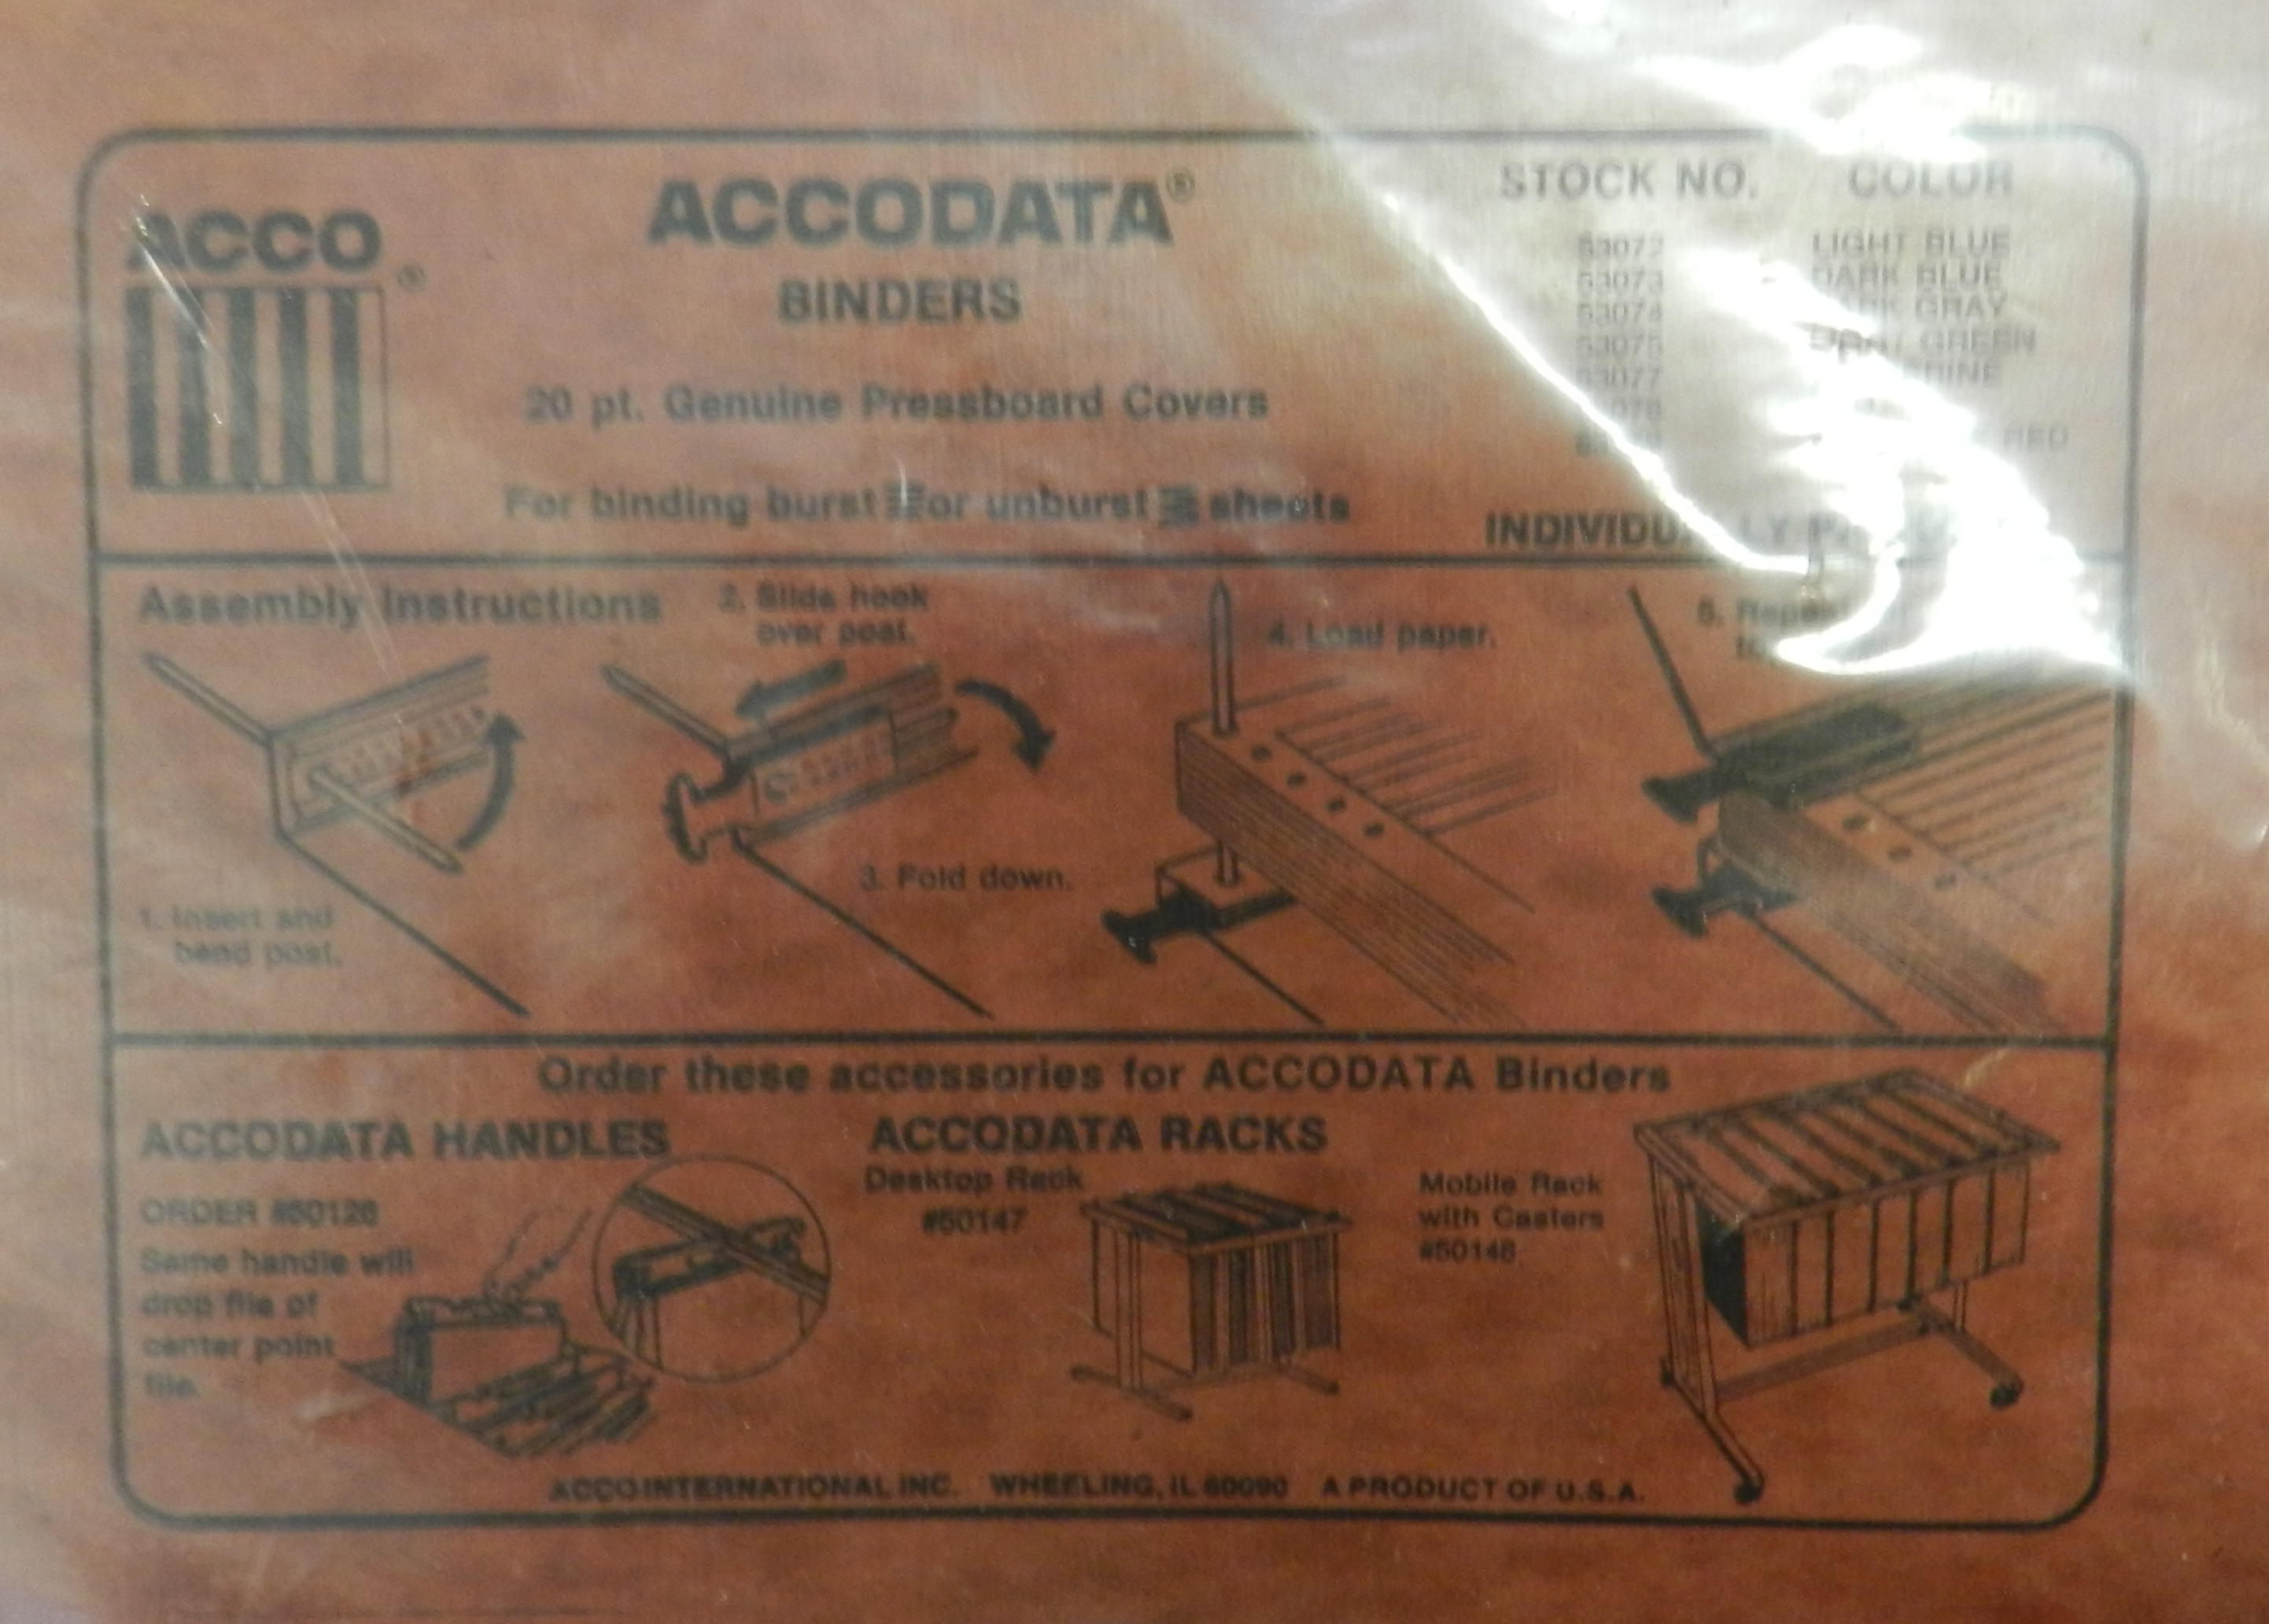 ACCO ®
ACCODATA®
BINDERS
20 pt. Genuine Pressboard Covers
For binding burst or unburst sheets
STOCK NO. COLOR
53072 LIGHT BLUE
53073 DARK BLUE
53074 GRAY
53075 GREEN
53077
RED
Assembly Instructions
1. Insert and
bend post.
2. Slide hook
over post.
3. Fold down.
4. Load paper.
5.
Order these accessories for ACCODATA Binders
ACCODATA HANDLES
ORDER #50126
Same handle will
drop file of
center point
file.
ACCODATA RACKS
Desktop Rack
#50147
Mobile Rack
with Casters
#50148
ACCO INTERNATIONAL INC. WHEELING, IL 60090 A PRODUCT OF U.S.A.